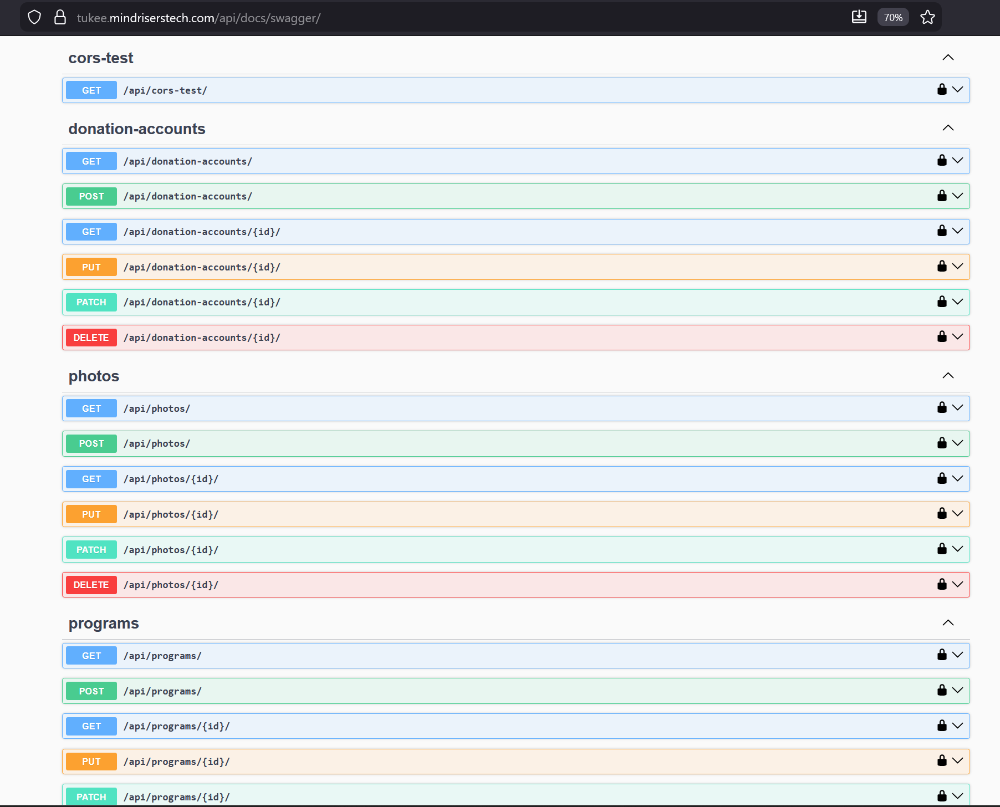 tukee.mindriserstech.com/api/docs/swagger/ 70%
cors-test
GET /api/cors-test/
donation-accounts
GET /api/donation-accounts/
POST /api/donation-accounts/
GET /api/donation-accounts/{id}/
PUT /api/donation-accounts/{id}/
PATCH /api/donation-accounts/{id}/
DELETE /api/donation-accounts/{id}/
photos
GET /api/photos/
POST /api/photos/
GET /api/photos/{id}/
PUT /api/photos/{id}/
PATCH /api/photos/{id}/
DELETE /api/photos/{id}/
programs
GET /api/programs/
POST /api/programs/
GET /api/programs/{id}/
PUT /api/programs/{id}/
PATCH /api/programs/{id}/